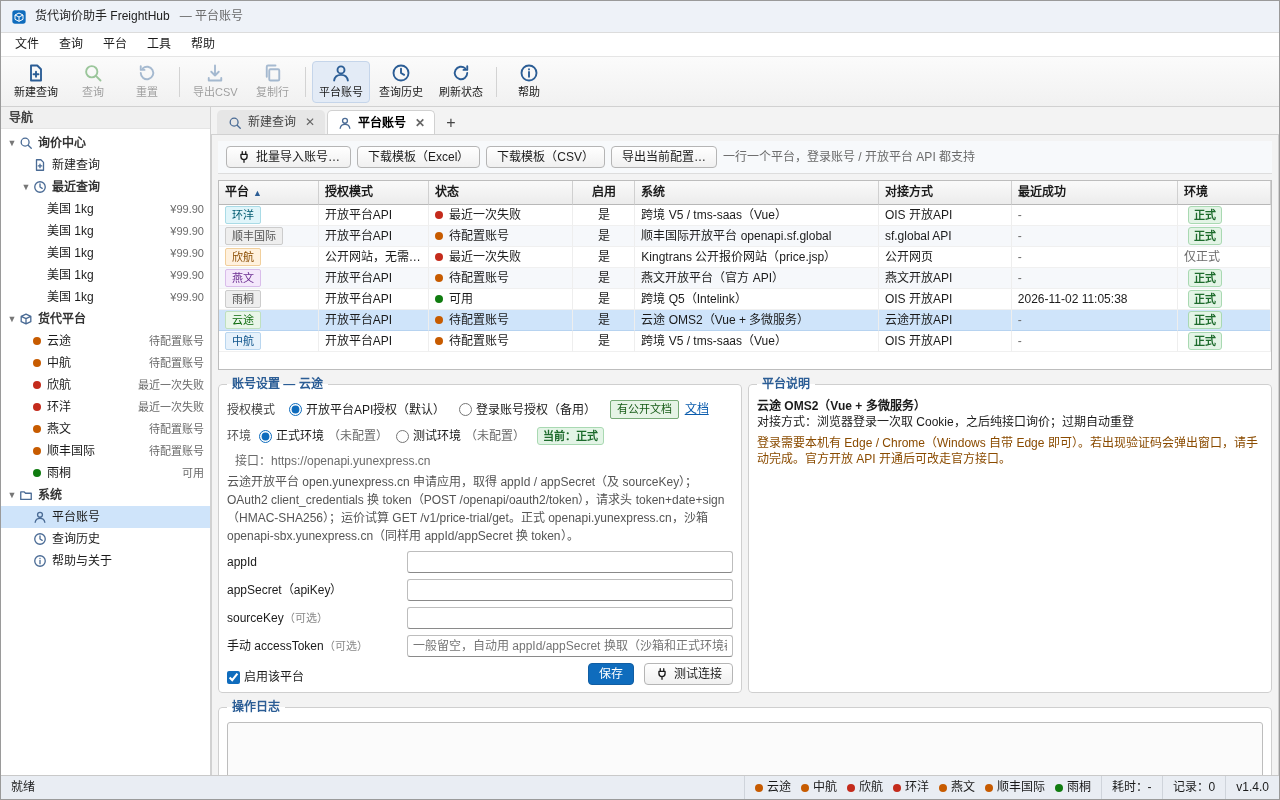 货代询价助手 FreightHub — 平台账号
文件 查询 平台 工具 帮助
新建查询 查询 重置 导出CSV 复制行 平台账号 查询历史 刷新状态 帮助
导航
询价中心
新建查询
最近查询
美国 1kg ¥99.90
美国 1kg ¥99.90
美国 1kg ¥99.90
美国 1kg ¥99.90
美国 1kg ¥99.90
货代平台
云途 待配置账号
中航 待配置账号
欣航 最近一次失败
环洋 最近一次失败
燕文 待配置账号
顺丰国际 待配置账号
雨桐 可用
系统
平台账号
查询历史
帮助与关于
新建查询 ✕ 平台账号 ✕ +
批量导入账号… 下载模板（Excel） 下载模板（CSV） 导出当前配置… 一行一个平台，登录账号 / 开放平台 API 都支持
平台 ▲ 授权模式 状态 启用 系统 对接方式 最近成功 环境
环洋 开放平台API 最近一次失败 是 跨境 V5 / tms-saas（Vue） OIS 开放API - 正式
顺丰国际 开放平台API 待配置账号 是 顺丰国际开放平台 openapi.sf.global sf.global API - 正式
欣航 公开网站，无需… 最近一次失败 是 Kingtrans 公开报价网站（price.jsp） 公开网页 - 仅正式
燕文 开放平台API 待配置账号 是 燕文开放平台（官方 API） 燕文开放API - 正式
雨桐 开放平台API 可用 是 跨境 Q5（Intelink） OIS 开放API 2026-11-02 11:05:38 正式
云途 开放平台API 待配置账号 是 云途 OMS2（Vue + 多微服务） 云途开放API - 正式
中航 开放平台API 待配置账号 是 跨境 V5 / tms-saas（Vue） OIS 开放API - 正式
账号设置 — 云途
授权模式 开放平台API授权（默认） 登录账号授权（备用） 有公开文档 文档
环境 正式环境 （未配置） 测试环境 （未配置） 当前：正式
接口：https://openapi.yunexpress.cn
云途开放平台 open.yunexpress.cn 申请应用，取得 appId / appSecret（及 sourceKey）；
OAuth2 client_credentials 换 token（POST /openapi/oauth2/token），请求头 token+date+sign
（HMAC-SHA256）；运价试算 GET /v1/price-trial/get。正式 openapi.yunexpress.cn，沙箱
openapi-sbx.yunexpress.cn（同样用 appId/appSecret 换 token）。
appId
appSecret（apiKey）
sourceKey（可选）
手动 accessToken（可选） 一般留空，自动用 appId/appSecret 换取（沙箱和正式环境
启用该平台 保存 测试连接
平台说明
云途 OMS2（Vue + 多微服务）
对接方式：浏览器登录一次取 Cookie，之后纯接口询价；过期自动重登
登录需要本机有 Edge / Chrome（Windows 自带 Edge 即可）。若出现验证码会弹出窗口，请手
动完成。官方开放 API 开通后可改走官方接口。
操作日志
就绪 云途 中航 欣航 环洋 燕文 顺丰国际 雨桐 耗时：- 记录：0 v1.4.0